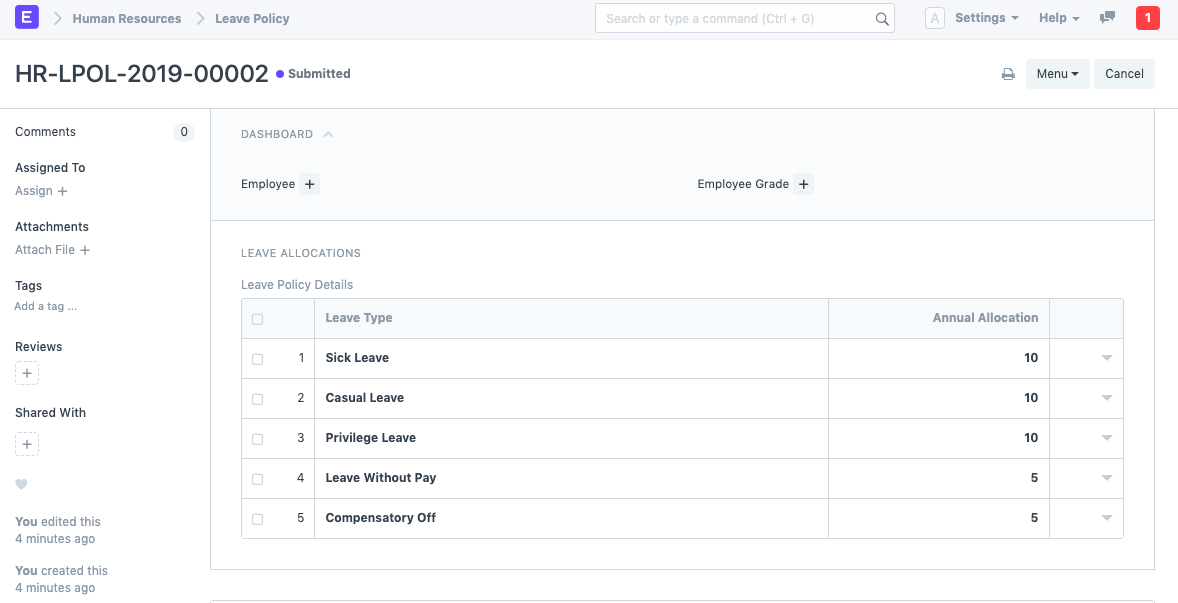 E Human Resources Leave Policy Search or type a command (Ctrl + G) A Settings Help 1
HR-LPOL-2019-00002 Submitted Menu Cancel
Comments 0
Assigned To
Assign +
Attachments
Attach File +
Tags
Add a tag ...
Reviews
+
Shared With
+
You edited this
4 minutes ago
You created this
4 minutes ago
DASHBOARD
Employee + Employee Grade +
LEAVE ALLOCATIONS
Leave Policy Details
Leave Type Annual Allocation
1 Sick Leave 10
2 Casual Leave 10
3 Privilege Leave 10
4 Leave Without Pay 5
5 Compensatory Off 5